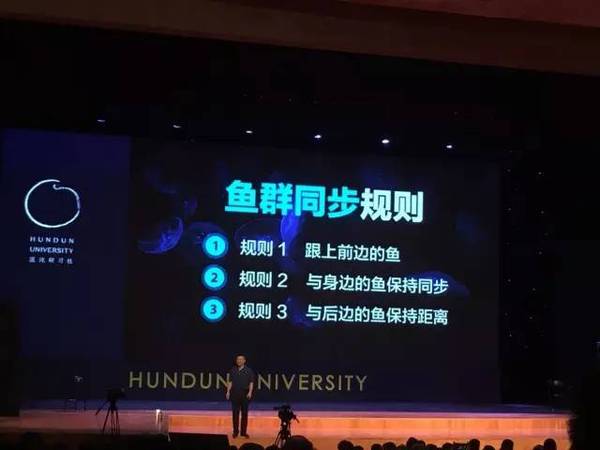 鱼群同步规则
1 规则 1 跟上前边的鱼
2 规则 2 与身边的鱼保持同步
3 规则 3 与后边的鱼保持距离
HUNDUN
UNIVERSITY
混沌研习社
HUNDUN UNIVERSITY